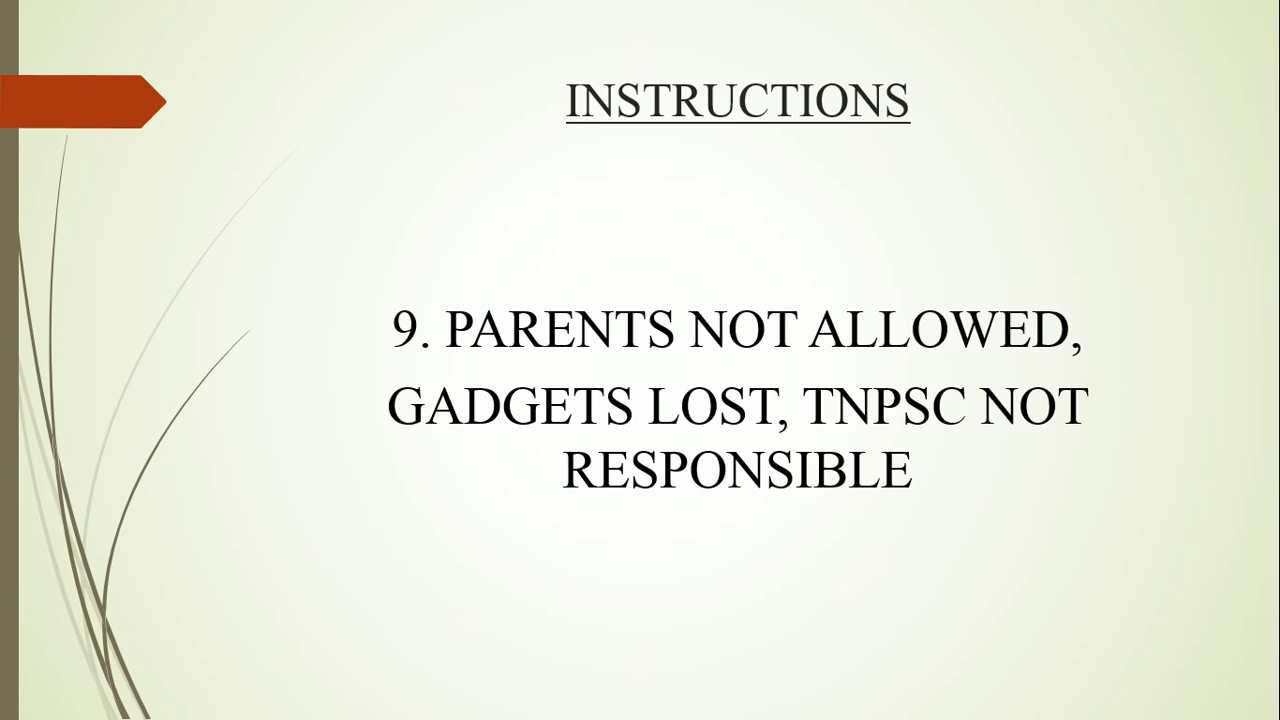 INSTRUCTIONS
9. PARENTS NOT ALLOWED,
GADGETS LOST, TNPSC NOT
RESPONSIBLE